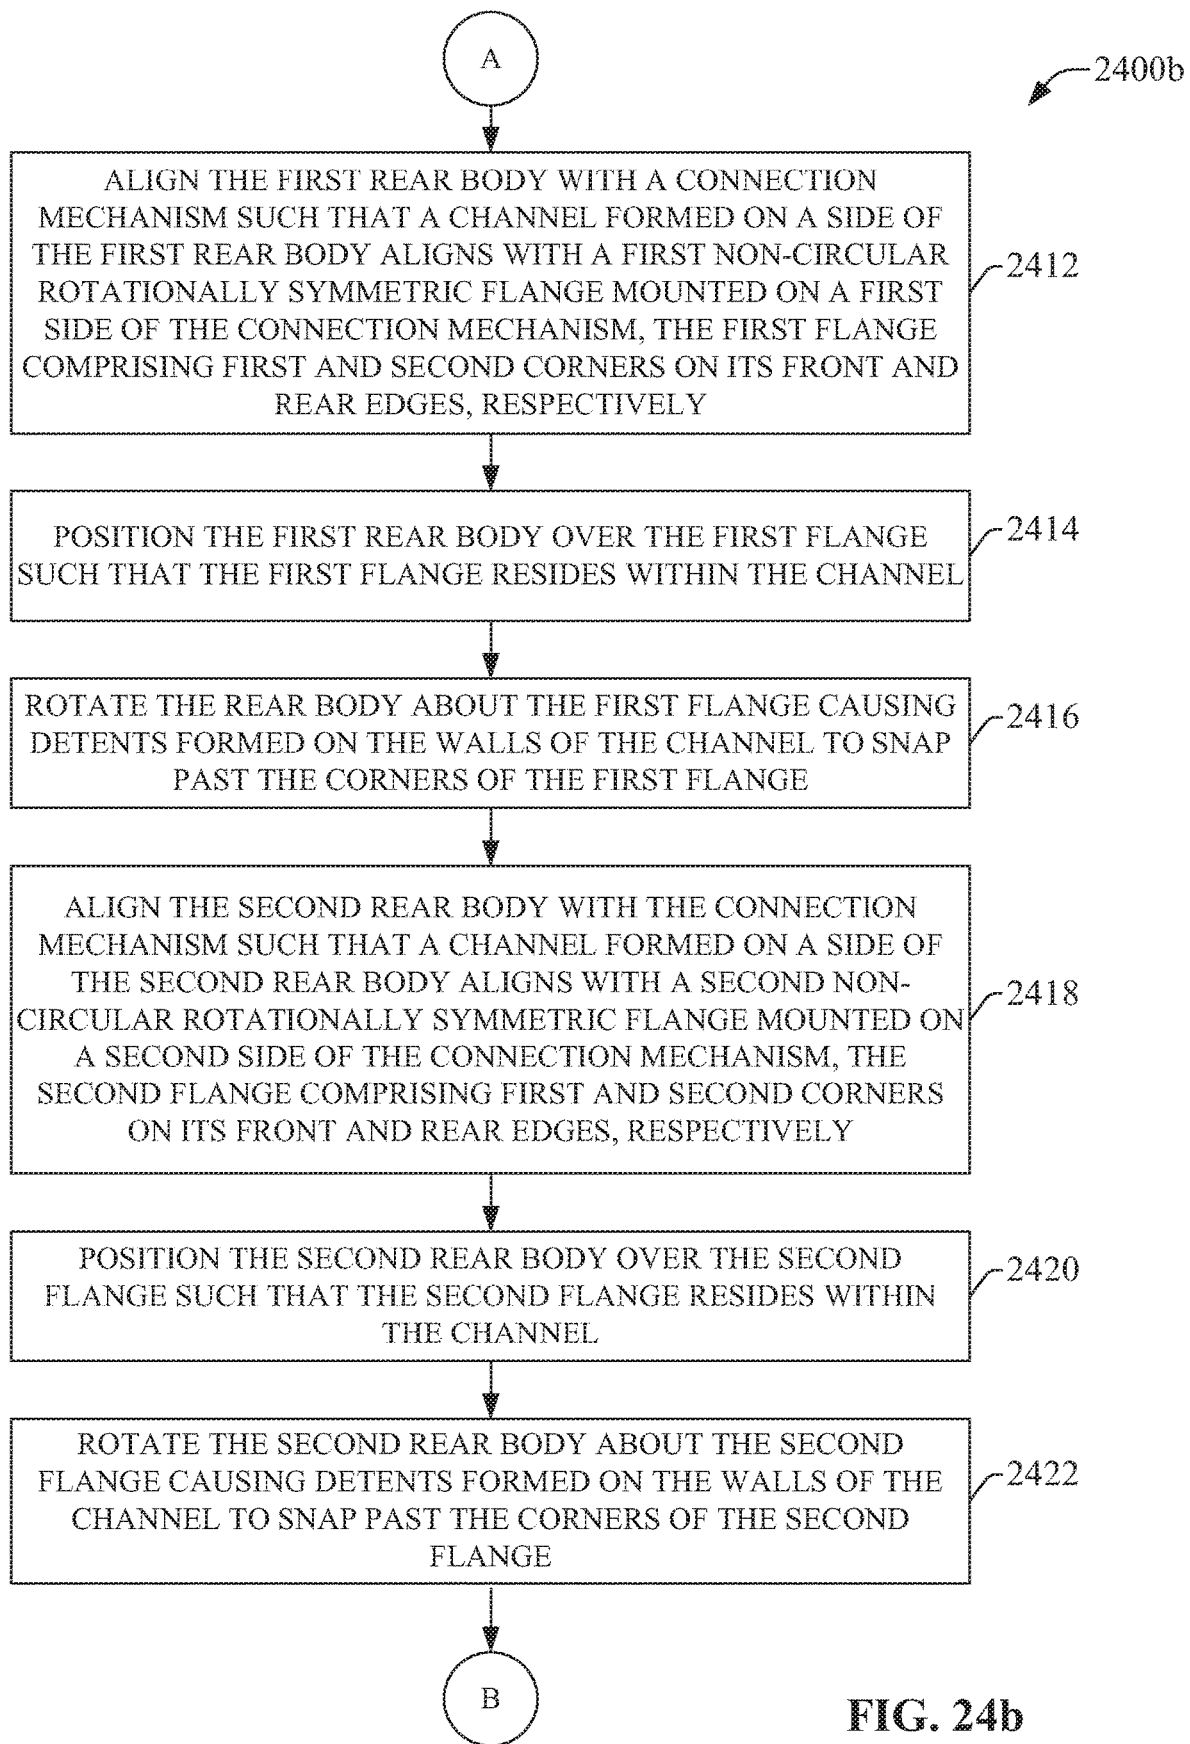 A
2400b
ALIGN THE FIRST REAR BODY WITH A CONNECTION
MECHANISM SUCH THAT A CHANNEL FORMED ON A SIDE OF
THE FIRST REAR BODY ALIGNS WITH A FIRST NON-CIRCULAR
ROTATIONALLY SYMMETRIC FLANGE MOUNTED ON A FIRST
SIDE OF THE CONNECTION MECHANISM, THE FIRST FLANGE
COMPRISING FIRST AND SECOND CORNERS ON ITS FRONT AND
REAR EDGES, RESPECTIVELY
2412
POSITION THE FIRST REAR BODY OVER THE FIRST FLANGE
SUCH THAT THE FIRST FLANGE RESIDES WITHIN THE CHANNEL
2414
ROTATE THE REAR BODY ABOUT THE FIRST FLANGE CAUSING
DETENTS FORMED ON THE WALLS OF THE CHANNEL TO SNAP
PAST THE CORNERS OF THE FIRST FLANGE
2416
ALIGN THE SECOND REAR BODY WITH THE CONNECTION
MECHANISM SUCH THAT A CHANNEL FORMED ON A SIDE OF
THE SECOND REAR BODY ALIGNS WITH A SECOND NON-
CIRCULAR ROTATIONALLY SYMMETRIC FLANGE MOUNTED ON
A SECOND SIDE OF THE CONNECTION MECHANISM, THE
SECOND FLANGE COMPRISING FIRST AND SECOND CORNERS
ON ITS FRONT AND REAR EDGES, RESPECTIVELY
2418
POSITION THE SECOND REAR BODY OVER THE SECOND
FLANGE SUCH THAT THE SECOND FLANGE RESIDES WITHIN
THE CHANNEL
2420
ROTATE THE SECOND REAR BODY ABOUT THE SECOND
FLANGE CAUSING DETENTS FORMED ON THE WALLS OF THE
CHANNEL TO SNAP PAST THE CORNERS OF THE SECOND
FLANGE
2422
B
FIG. 24b